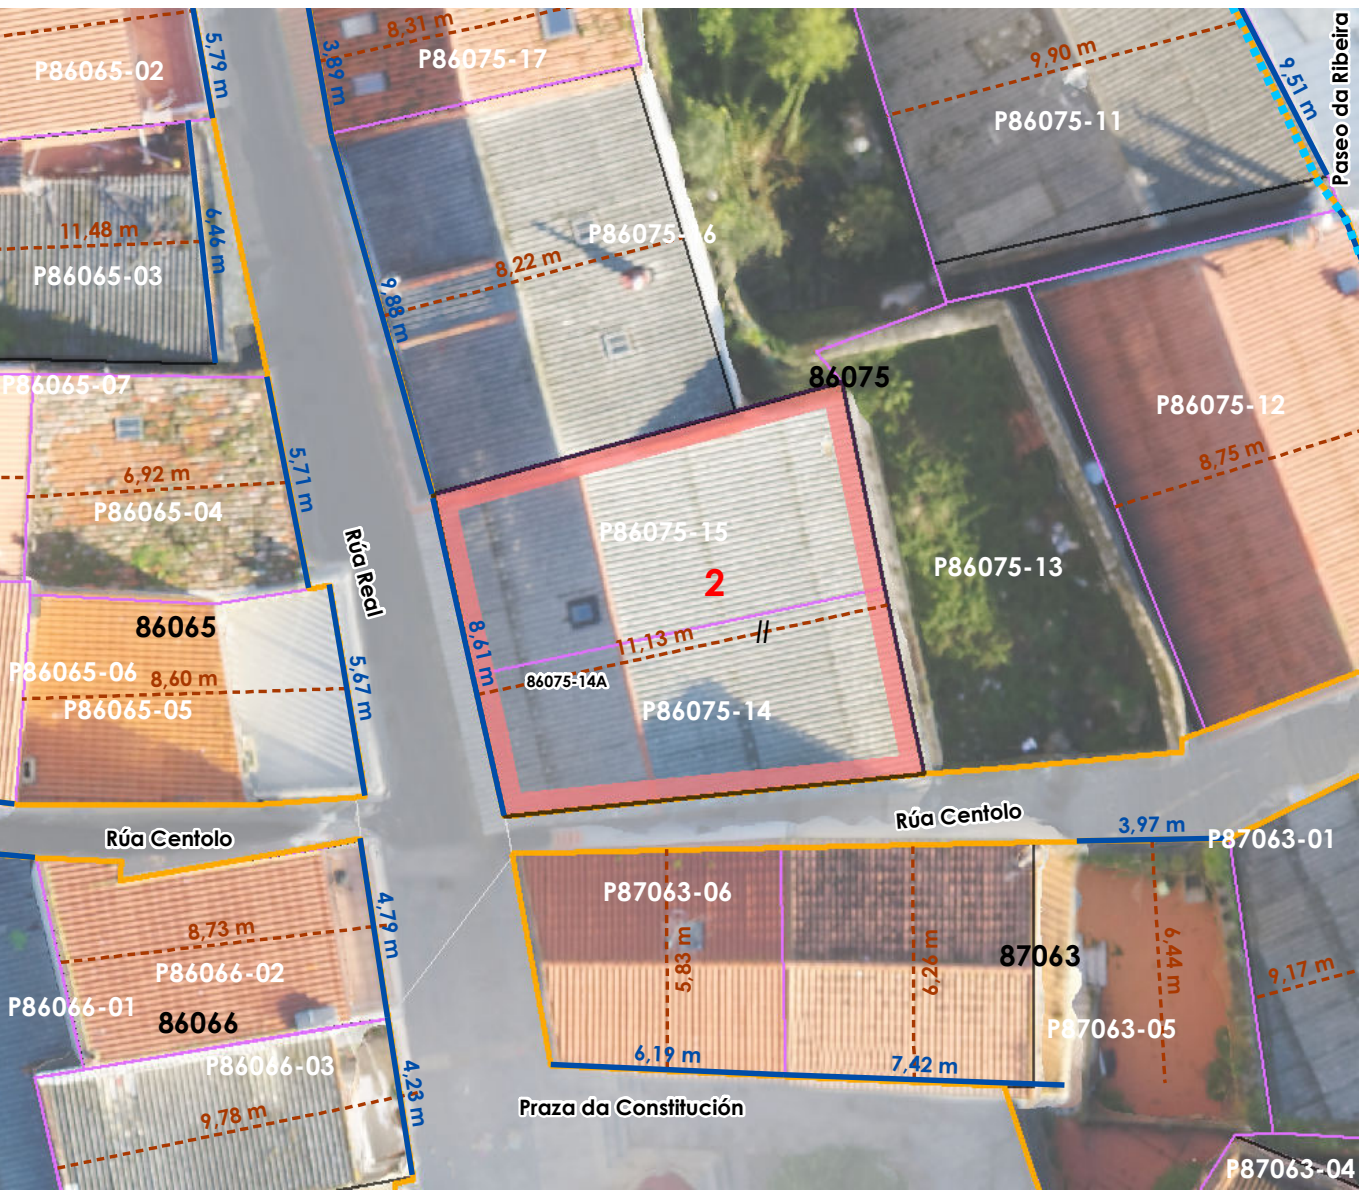 8,31 m
5,79 m
3,89 m
P86075-17
P86065-02
9,90 m
9,51 m
Paseo da Ribeira
P86075-11
11,48 m
6,46 m
P86065-03
P86075-16
8,22 m
9,88 m
P86065-07
86075
P86075-12
8,75 m
6,92 m
5,71 m
P86065-04
Rúa Real
P86075-15
2
P86075-13
86065
P86065-06
8,60 m
5,67 m
P86065-05
8,61 m
11,13 m
//
86075-14A
P86075-14
Rúa Centolo
Rúa Centolo
3,97 m
P87063-01
P87063-06
8,73 m
4,79 m
P86066-02
5,83 m
6,26 m
87063
6,44 m
9,17 m
P86066-01
86066
P87063-05
P86066-03
6,19 m
7,42 m
4,23 m
9,78 m
Praza da Constitución
P87063-04